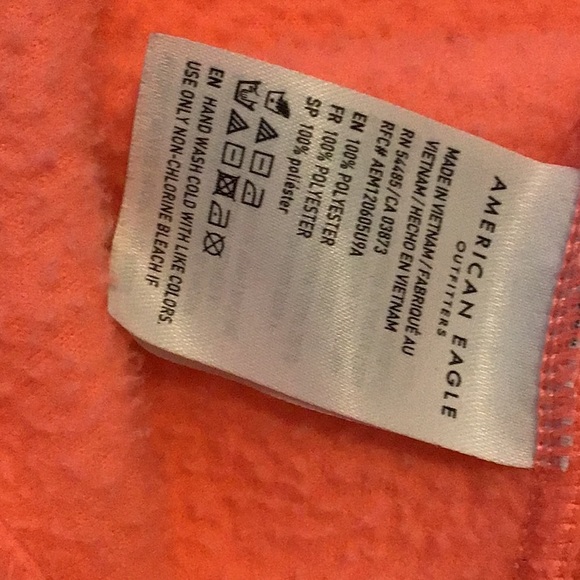 AMERICAN EAGLE
OUTFITTERS
MADE IN VIETNAM / FABRIQUÉ AU
VIETNAM / HECHO EN VIETNAM
RN 54485 / CA 03873
RFC# AEM120605U9A
EN 100% POLYESTER
FR 100% POLYESTER
SP 100% poliéster
EN HAND WASH COLD WITH LIKE COLORS.
USE ONLY NON-CHLORINE BLEACH IF